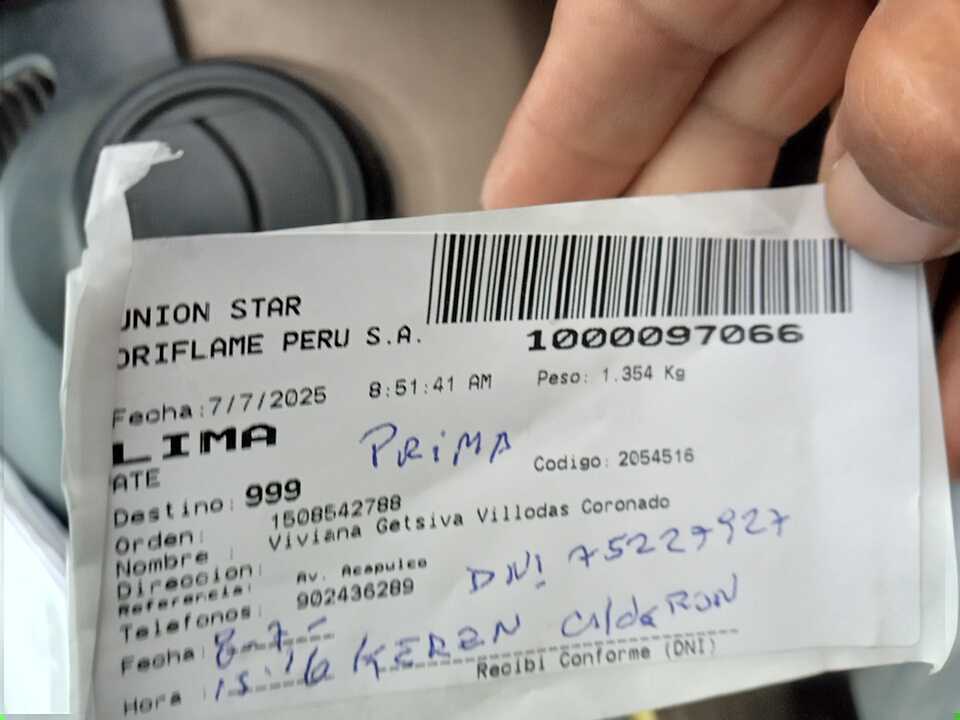 UNION STAR
ORIFLAME PERU S.A.
1000097066
Fecha:7/7/2025 8:51:41 AM Peso: 1.354 Kg
LIMA PRIMA
ATE Codigo: 2054516
Destino: 999
Orden: 1508542788
Nombre : Viviana Getsiva Villodas Coronado
Direccion: Av. Acapulco
Referencia: DNI 75227927
Telefonos: 902436289
Fecha: 8-7-
Hora : 15:16 KEREN CAlDERON
Recibi Conforme (DNI)